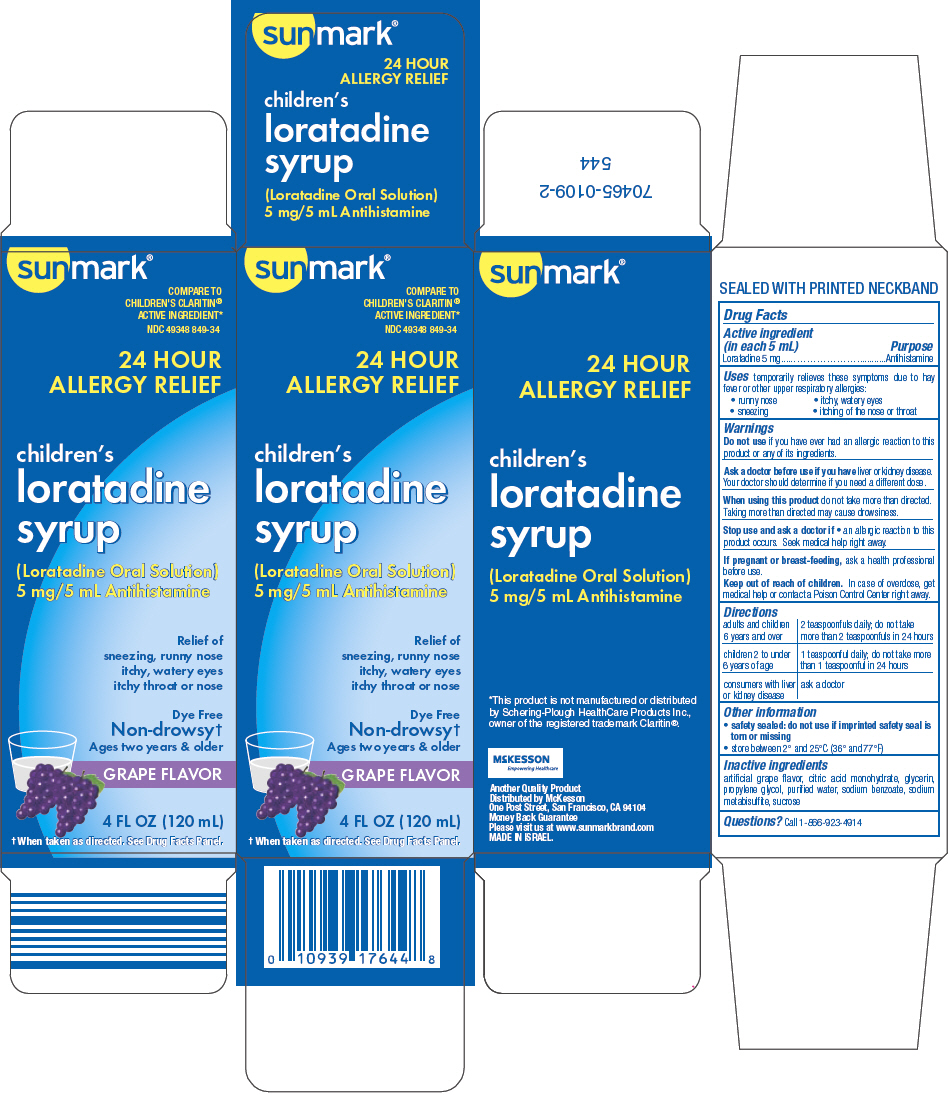 sunmark®
24 HOUR
ALLERGY RELIEF
children's
loratadine
syrup
(Loratadine Oral Solution)
5 mg/5 mL Antihistamine
70465-0109-2
544
sunmark®
COMPARE TO
CHILDREN'S CLARITIN®
ACTIVE INGREDIENT*
NDC 49348 849-34
24 HOUR
ALLERGY RELIEF
children's
loratadine
syrup
(Loratadine Oral Solution)
5 mg/5 mL Antihistamine
Relief of
sneezing, runny nose
itchy, watery eyes
itchy throat or nose
Dye Free
Non-drowsy†
Ages two years & older
GRAPE FLAVOR
4 FL OZ (120 mL)
† When taken as directed. See Drug Facts Panel.
sunmark®
COMPARE TO
CHILDREN'S CLARITIN®
ACTIVE INGREDIENT*
NDC 49348 849-34
24 HOUR
ALLERGY RELIEF
children's
loratadine
syrup
(Loratadine Oral Solution)
5 mg/5 mL Antihistamine
Relief of
sneezing, runny nose
itchy, watery eyes
itchy throat or nose
Dye Free
Non-drowsy†
Ages two years & older
GRAPE FLAVOR
4 FL OZ (120 mL)
† When taken as directed. See Drug Facts Panel.
0 10939 17644 8
sunmark®
24 HOUR
ALLERGY RELIEF
children's
loratadine
syrup
(Loratadine Oral Solution)
5 mg/5 mL Antihistamine
*This product is not manufactured or distributed
by Schering-Plough HealthCare Products Inc.,
owner of the registered trademark Claritin®.
MCKESSON
Empowering Healthcare
Another Quality Product
Distributed by McKesson
One Post Street, San Francisco, CA 94104
Money Back Guarantee
Please visit us at www.sunmarkbrand.com
MADE IN ISRAEL.
SEALED WITH PRINTED NECKBAND
Drug Facts
Active ingredient
(in each 5 mL) Purpose
Loratadine 5 mg..................................Antihistamine
Uses temporarily relieves these symptoms due to hay
fever or other upper respiratory allergies:
• runny nose • itchy, watery eyes
• sneezing • itching of the nose or throat
Warnings
Do not use if you have ever had an allergic reaction to this
product or any of its ingredients.
Ask a doctor before use if you have liver or kidney disease.
Your doctor should determine if you need a different dose.
When using this product do not take more than directed.
Taking more than directed may cause drowsiness.
Stop use and ask a doctor if • an allergic reaction to this
product occurs. Seek medical help right away.
If pregnant or breast-feeding, ask a health professional
before use.
Keep out of reach of children. In case of overdose, get
medical help or contact a Poison Control Center right away.
Directions
adults and children 2 teaspoonfuls daily; do not take
6 years and over more than 2 teaspoonfuls in 24 hours
children 2 to under 1 teaspoonful daily; do not take more
6 years of age than 1 teaspoonful in 24 hours
consumers with liver ask a doctor
or kidney disease
Other information
• safety sealed: do not use if imprinted safety seal is
torn or missing
• store between 2° and 25°C (36° and 77°F)
Inactive ingredients
artificial grape flavor, citric acid monohydrate, glycerin,
propylene glycol, purified water, sodium benzoate, sodium
metabisulfite, sucrose
Questions? Call 1-866-923-4914